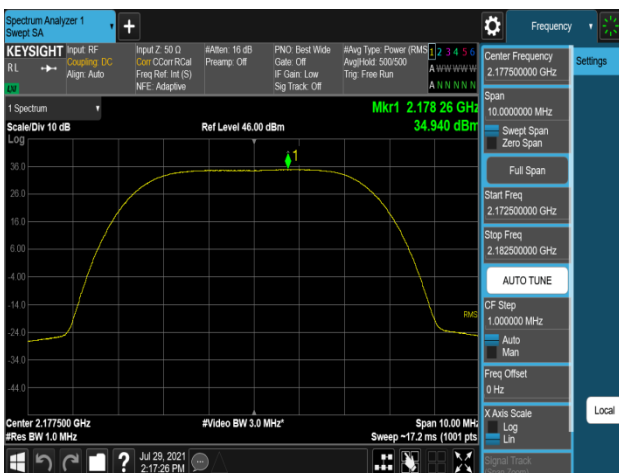 Spectrum Analyzer 1
Swept SA
Frequency
KEYSIGHT
Input: RF
Input Z: 50 Ω
#Atten: 16 dB
PNO: Best Wide
#Avg Type: Power (RMS
1 2 3 4 5 6
RL
Coupling: DC
Corr CCorr RCal
Preamp: Off
Gate: Off
Avg|Hold: 500/500
A W W W W W
Align: Auto
Freq Ref: Int (S)
IF Gain: Low
Trig: Free Run
NFE: Adaptive
Sig Track: Off
A N N N N N
LXI
1 Spectrum
Mkr1 2.178 26 GHz
Scale/Div 10 dB
Ref Level 46.00 dBm
34.940 dBm
Log
1
36.0
26.0
16.0
6.00
-4.00
-14.0
RMS
-24.0
-34.0
-44.0
Center 2.177500 GHz
#Video BW 3.0 MHz*
Span 10.00 MHz
#Res BW 1.0 MHz
Sweep ~17.2 ms (1001 pts
Jul 29, 2021
2:17:26 PM
Center Frequency
2.177500000 GHz
Settings
Span
10.0000000 MHz
Swept Span
Zero Span
Full Span
Start Freq
2.172500000 GHz
Stop Freq
2.182500000 GHz
AUTO TUNE
CF Step
1.000000 MHz
Auto
Man
Freq Offset
0 Hz
X Axis Scale
Log
Lin
Local
Signal Track